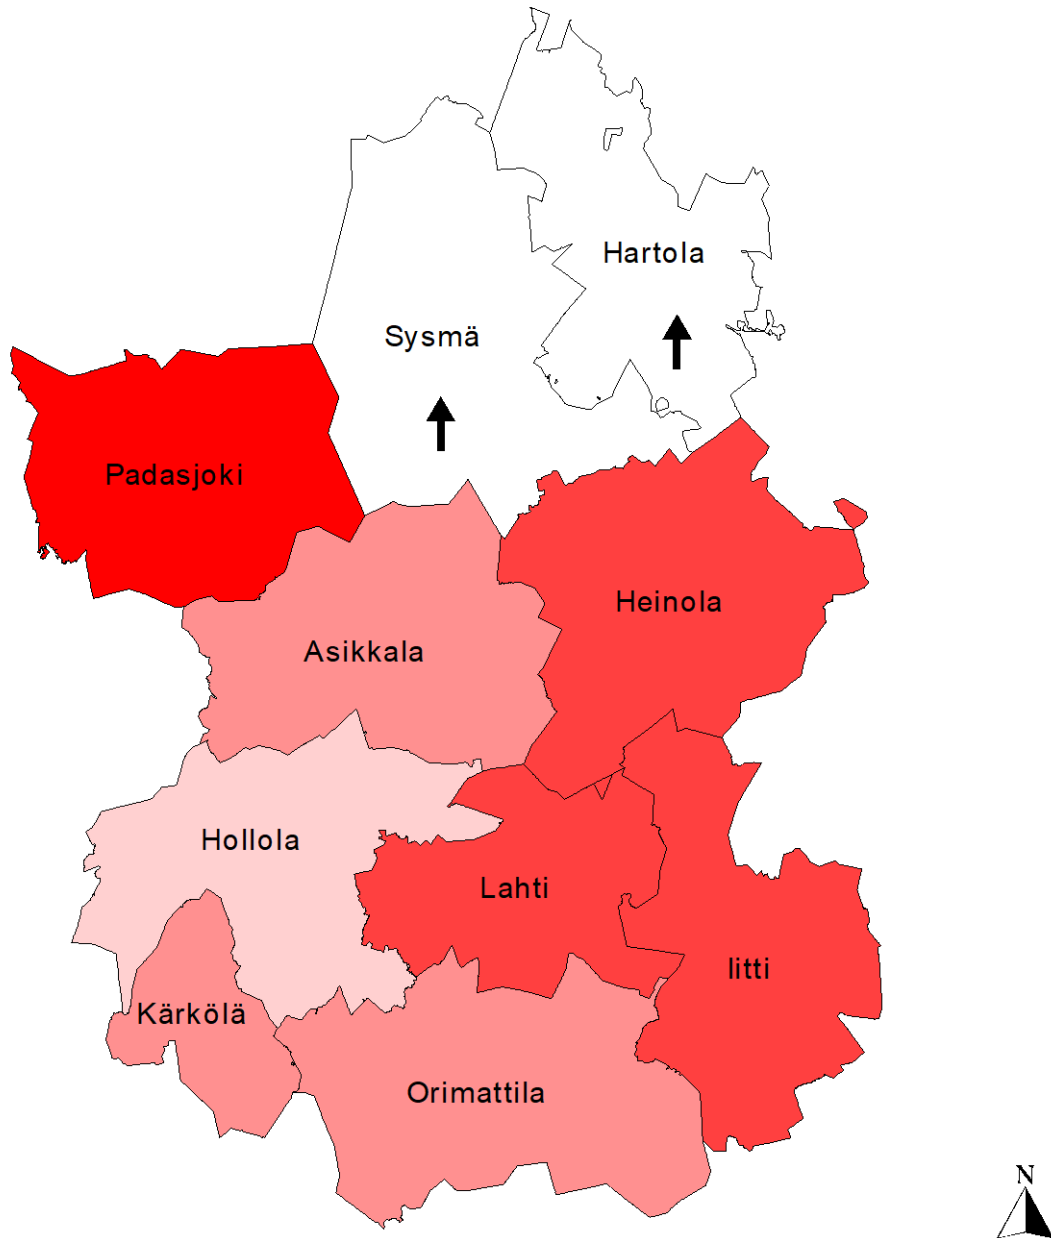 Hartola
Sysmä
Padasjoki
Heinola
Asikkala
Hollola
Lahti
Iitti
Kärkölä
Orimattila
N